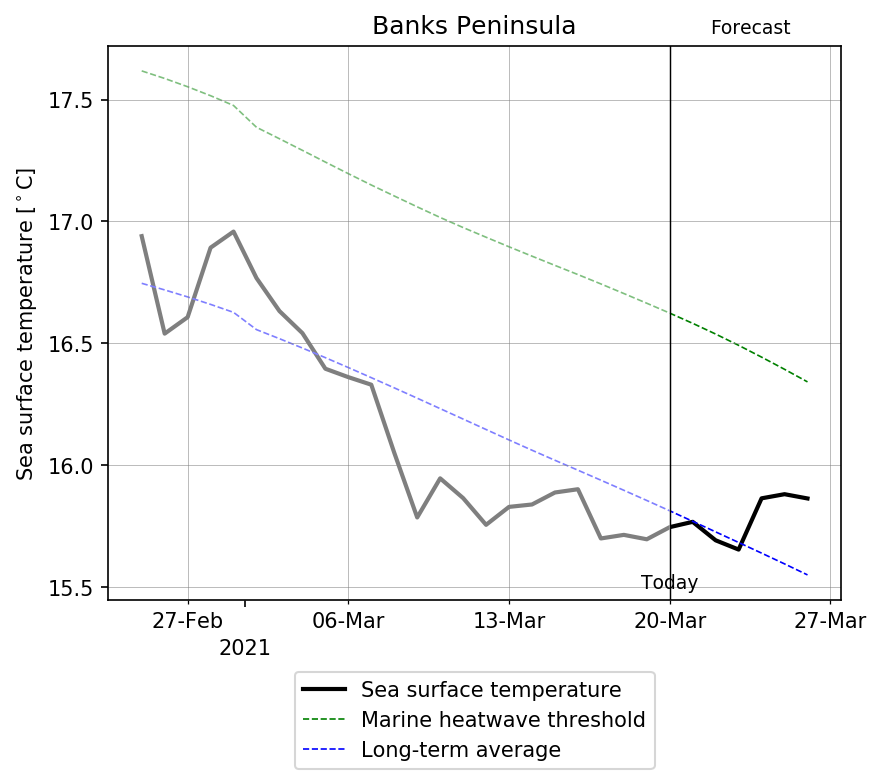 Banks Peninsula
Forecast
Sea surface temperature [°C]
17.5
17.0
16.5
16.0
15.5
Today
27-Feb
06-Mar
13-Mar
20-Mar
27-Mar
2021
Sea surface temperature
Marine heatwave threshold
Long-term average